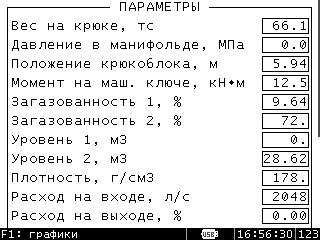 ПАРАМЕТРЫ
Вес на крюке, тс 66.1
Давление в манифольде, МПа 0.0
Положение крюкоблока, м 5.94
Момент на маш. ключе, кН•м 12.5
Загазованность 1, % 9.64
Загазованность 2, % 72.
Уровень 1, м3 0.
Уровень 2, м3 28.62
Плотность, г/см3 178.
Расход на входе, л/с 2048
Расход на выходе, % 0.00
F1: графики USB 16:56:30 123